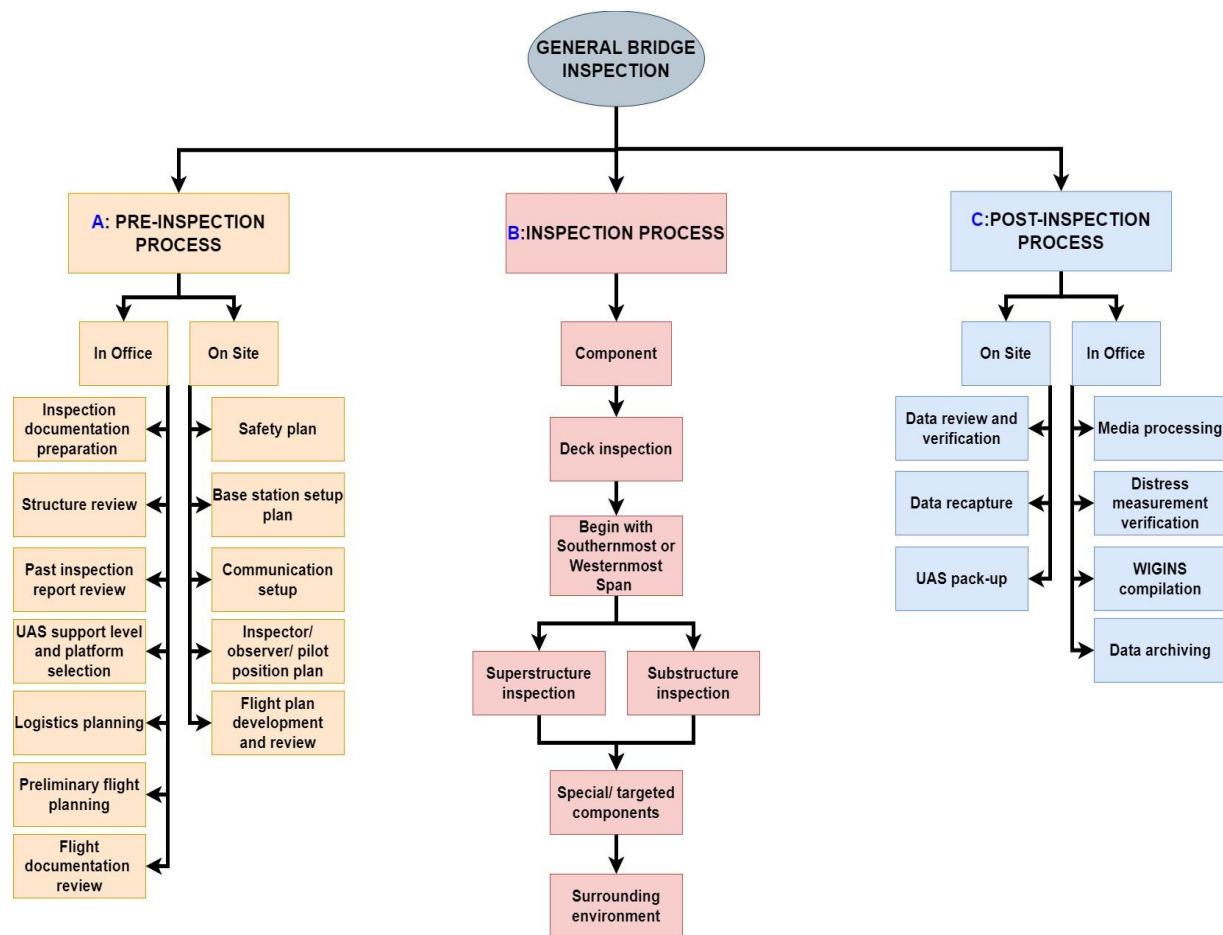 GENERAL BRIDGE
INSPECTION
A: PRE-INSPECTION
PROCESS
In Office
Inspection
documentation
preparation
Structure review
Past inspection
report review
UAS support level
and platform
selection
Logistics planning
Preliminary flight
planning
Flight
documentation
review
On Site
Safety plan
Base station setup
plan
Communication
setup
Inspector/
observer/ pilot
position plan
Flight plan
development
and review
B:INSPECTION PROCESS
Component
Deck inspection
Begin with
Southernmost or
Westernmost
Span
Superstructure
inspection
Substructure
inspection
Special/ targeted
components
Surrounding
environment
C:POST-INSPECTION
PROCESS
On Site
Data review and
verification
Data recapture
UAS pack-up
In Office
Media processing
Distress
measurement
verification
WIGINS
compilation
Data archiving